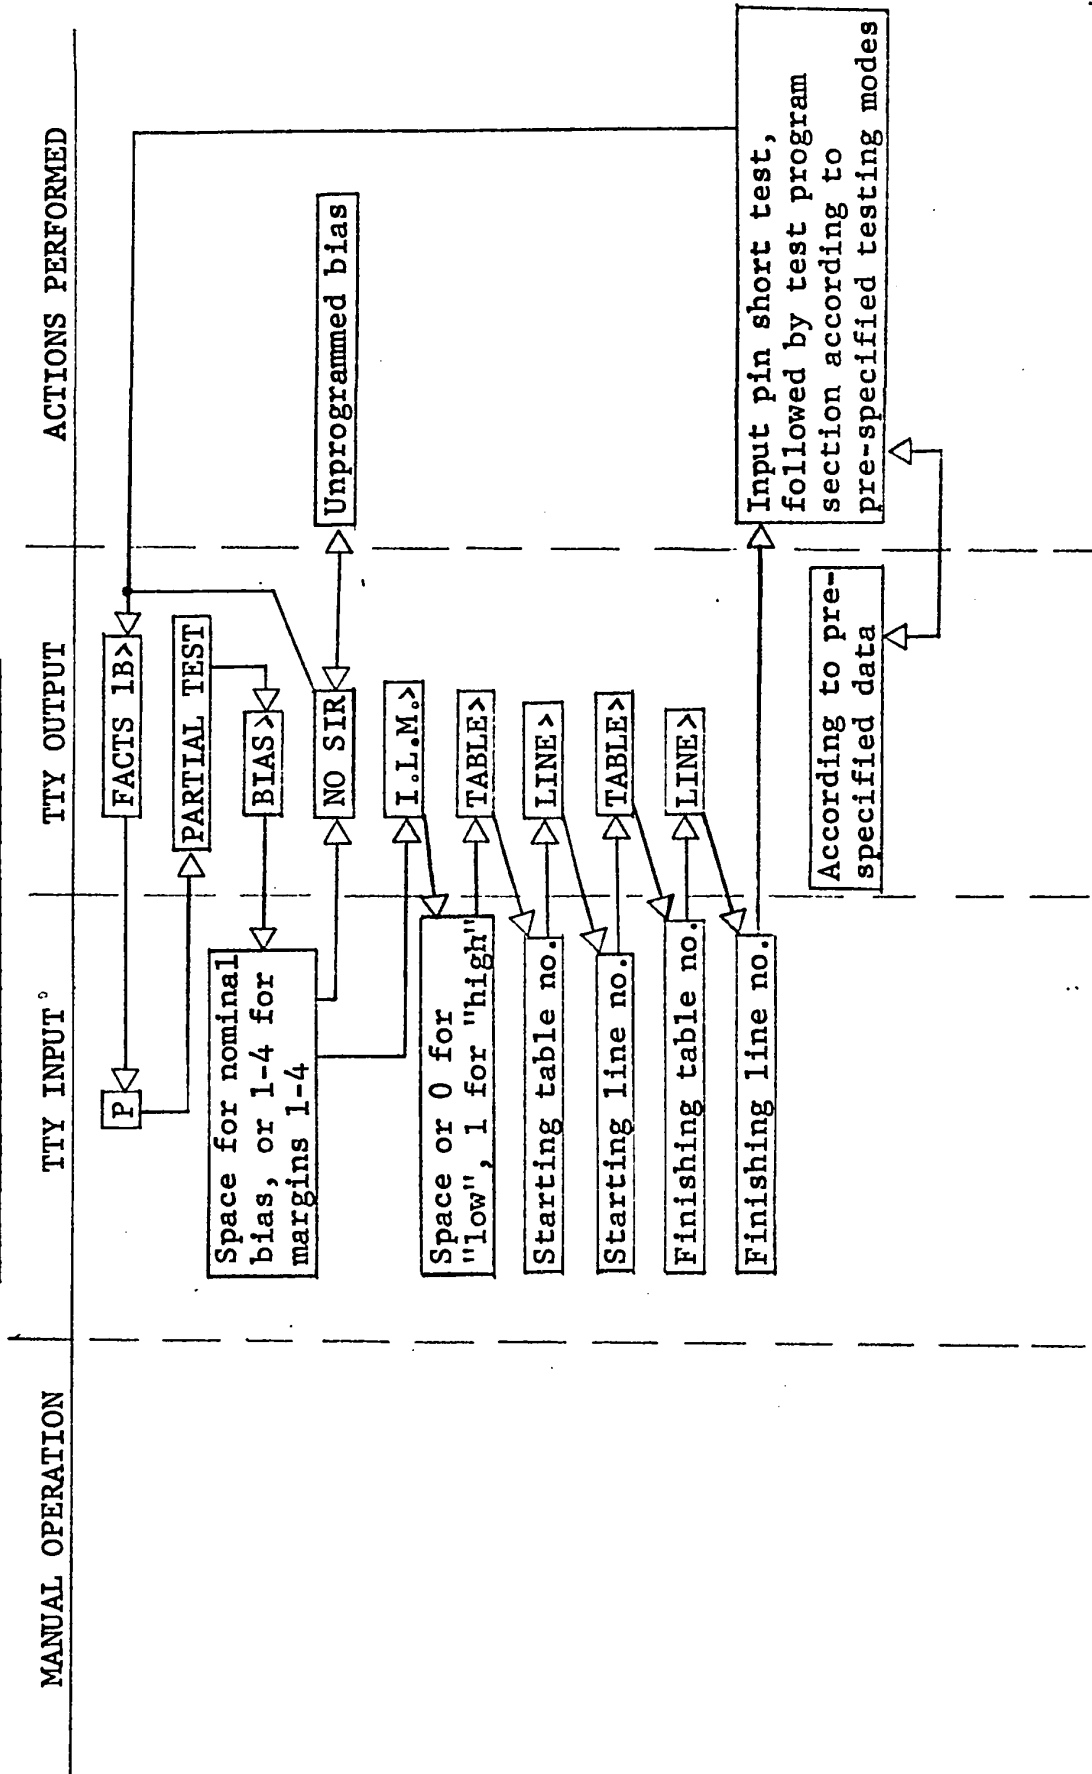 MANUAL OPERATION
TTY INPUT
TTY OUTPUT
ACTIONS PERFORMED
FACTS 1B>
P
PARTIAL TEST
BIAS>
Space for nominal
bias, or 1-4 for
margins 1-4
NO SIR
Unprogrammed bias
I.L.M.>
Space or 0 for
"low", 1 for "high"
TABLE>
Starting table no.
LINE>
Starting line no.
TABLE>
Finishing table no.
LINE>
Finishing line no.
Input pin short test,
followed by test program
section according to
pre-specified testing modes
According to pre-
specified data